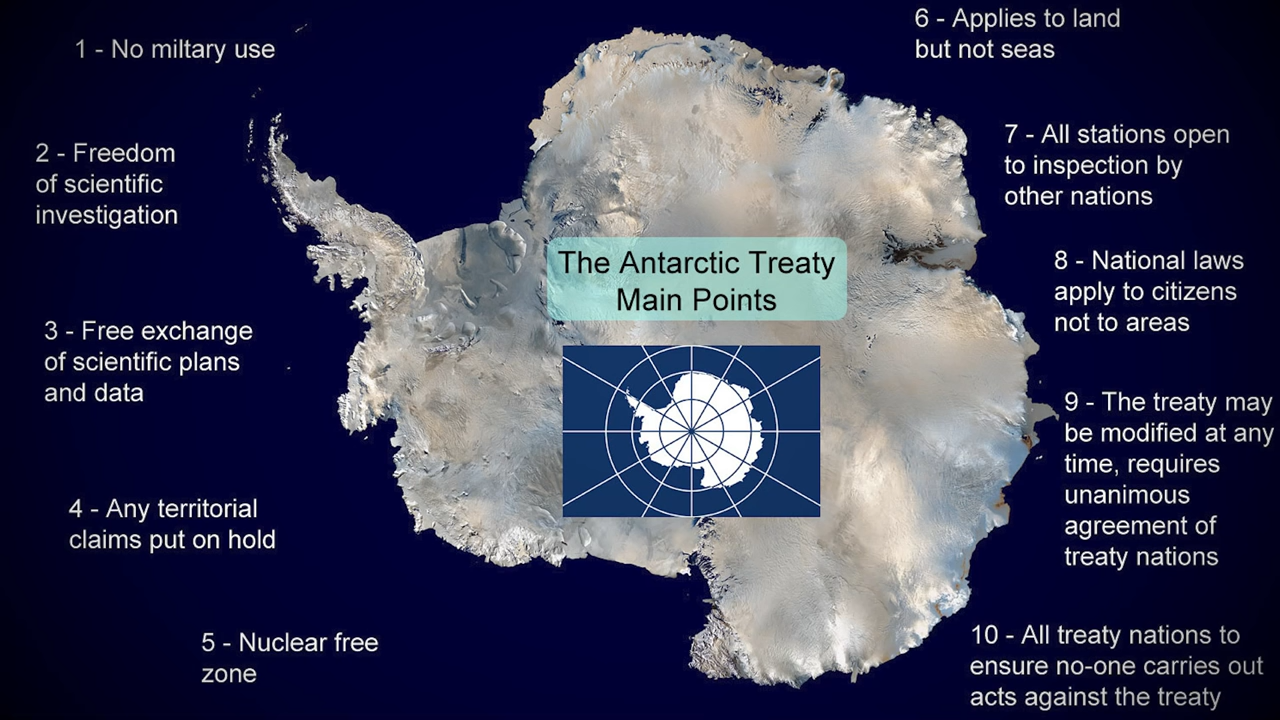 The Antarctic Treaty
Main Points
1 - No miltary use
2 - Freedom
of scientific
investigation
3 - Free exchange
of scientific plans
and data
4 - Any territorial
claims put on hold
5 - Nuclear free
zone
6 - Applies to land
but not seas
7 - All stations open
to inspection by
other nations
8 - National laws
apply to citizens
not to areas
9 - The treaty may
be modified at any
time, requires
unanimous
agreement of
treaty nations
10 - All treaty nations to
ensure no-one carries out
acts against the treaty